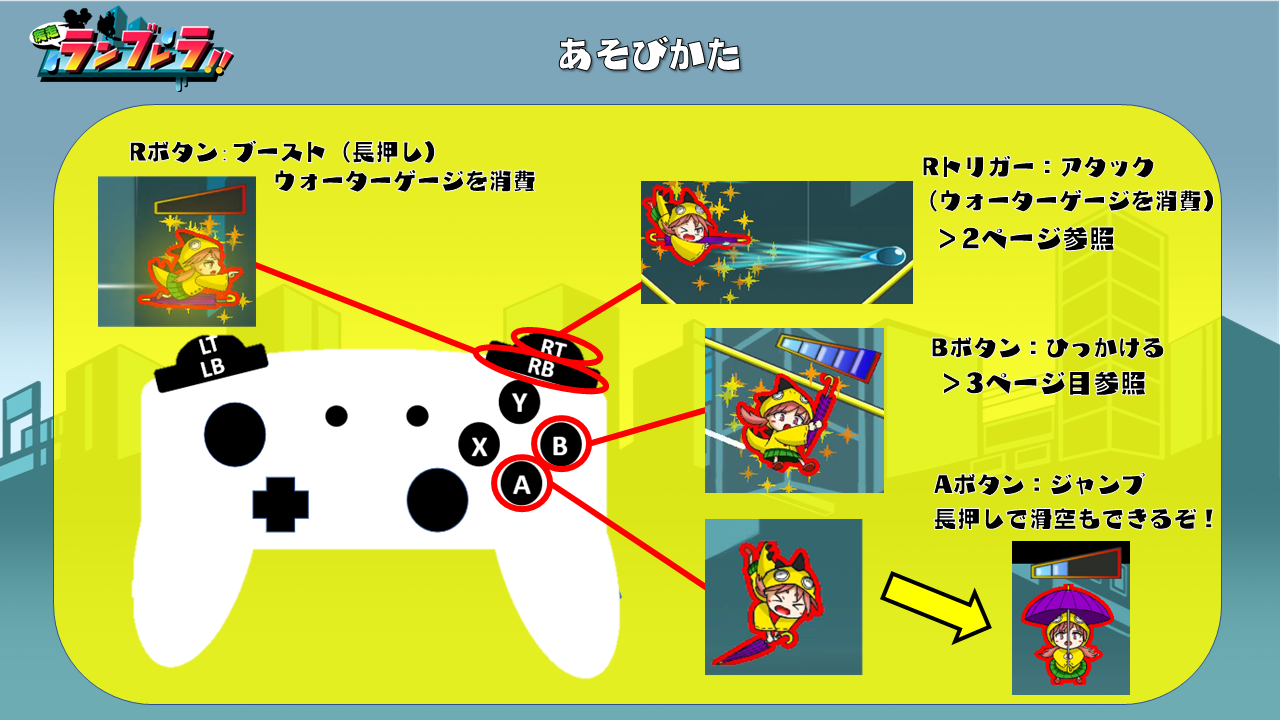 疾走
ランブレラ!!
あそびかた
Rボタン:ブースト（長押し）
ウォーターゲージを消費
Rトリガー：アタック
（ウォーターゲージを消費）
＞2ページ参照
Bボタン：ひっかける
＞3ページ目参照
Aボタン：ジャンプ
長押しで滑空もできるぞ！
LT
LB
RT
RB
Y
X
B
A